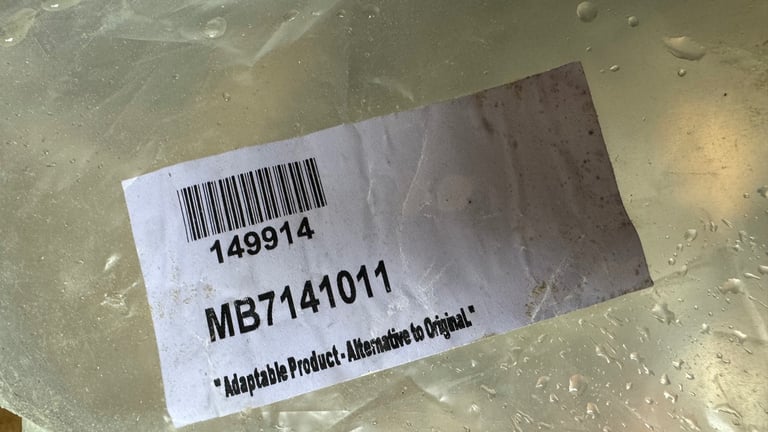 149914
MB7141011
"Adaptable Product - Alternative to Original."